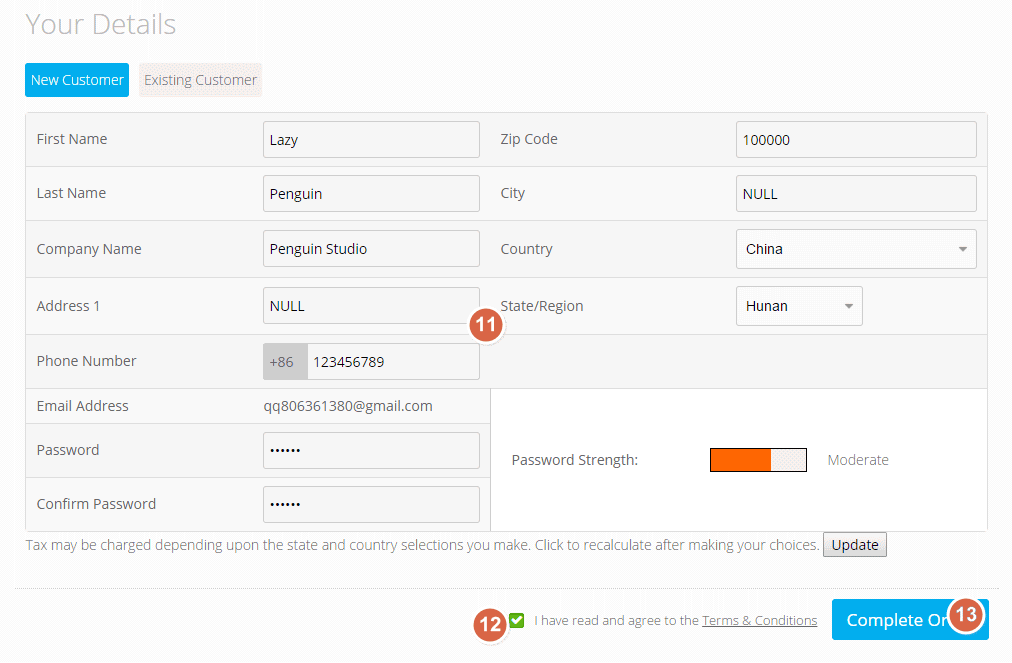 Your Details
New Customer Existing Customer
First Name Lazy Zip Code 100000
Last Name Penguin City NULL
Company Name Penguin Studio Country China
Address 1 NULL State/Region Hunan
11
Phone Number +86 123456789
Email Address qq806361380@gmail.com
Password ••••••
Password Strength: Moderate
Confirm Password ••••••
Tax may be charged depending upon the state and country selections you make. Click to recalculate after making your choices. Update
12 I have read and agree to the Terms & Conditions Complete Or 13